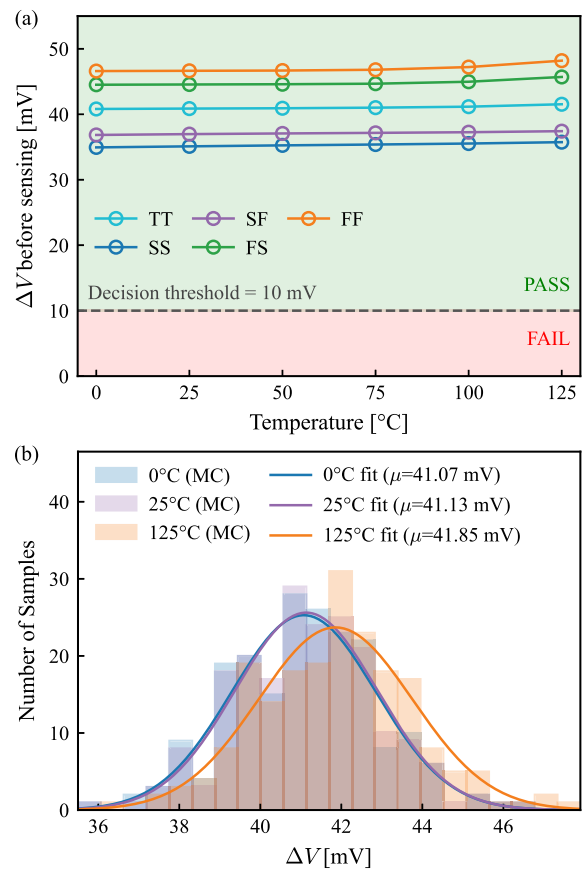 (a)
50
40
30
20
10
0
ΔV before sensing [mV]
TT SF FF
SS FS
Decision threshold = 10 mV
PASS
FAIL
0 25 50 75 100 125
Temperature [°C]
(b)
0°C (MC) 0°C fit (μ=41.07 mV)
25°C (MC) 25°C fit (μ=41.13 mV)
125°C (MC) 125°C fit (μ=41.85 mV)
40
30
20
10
0
Number of Samples
36 38 40 42 44 46
ΔV [mV]